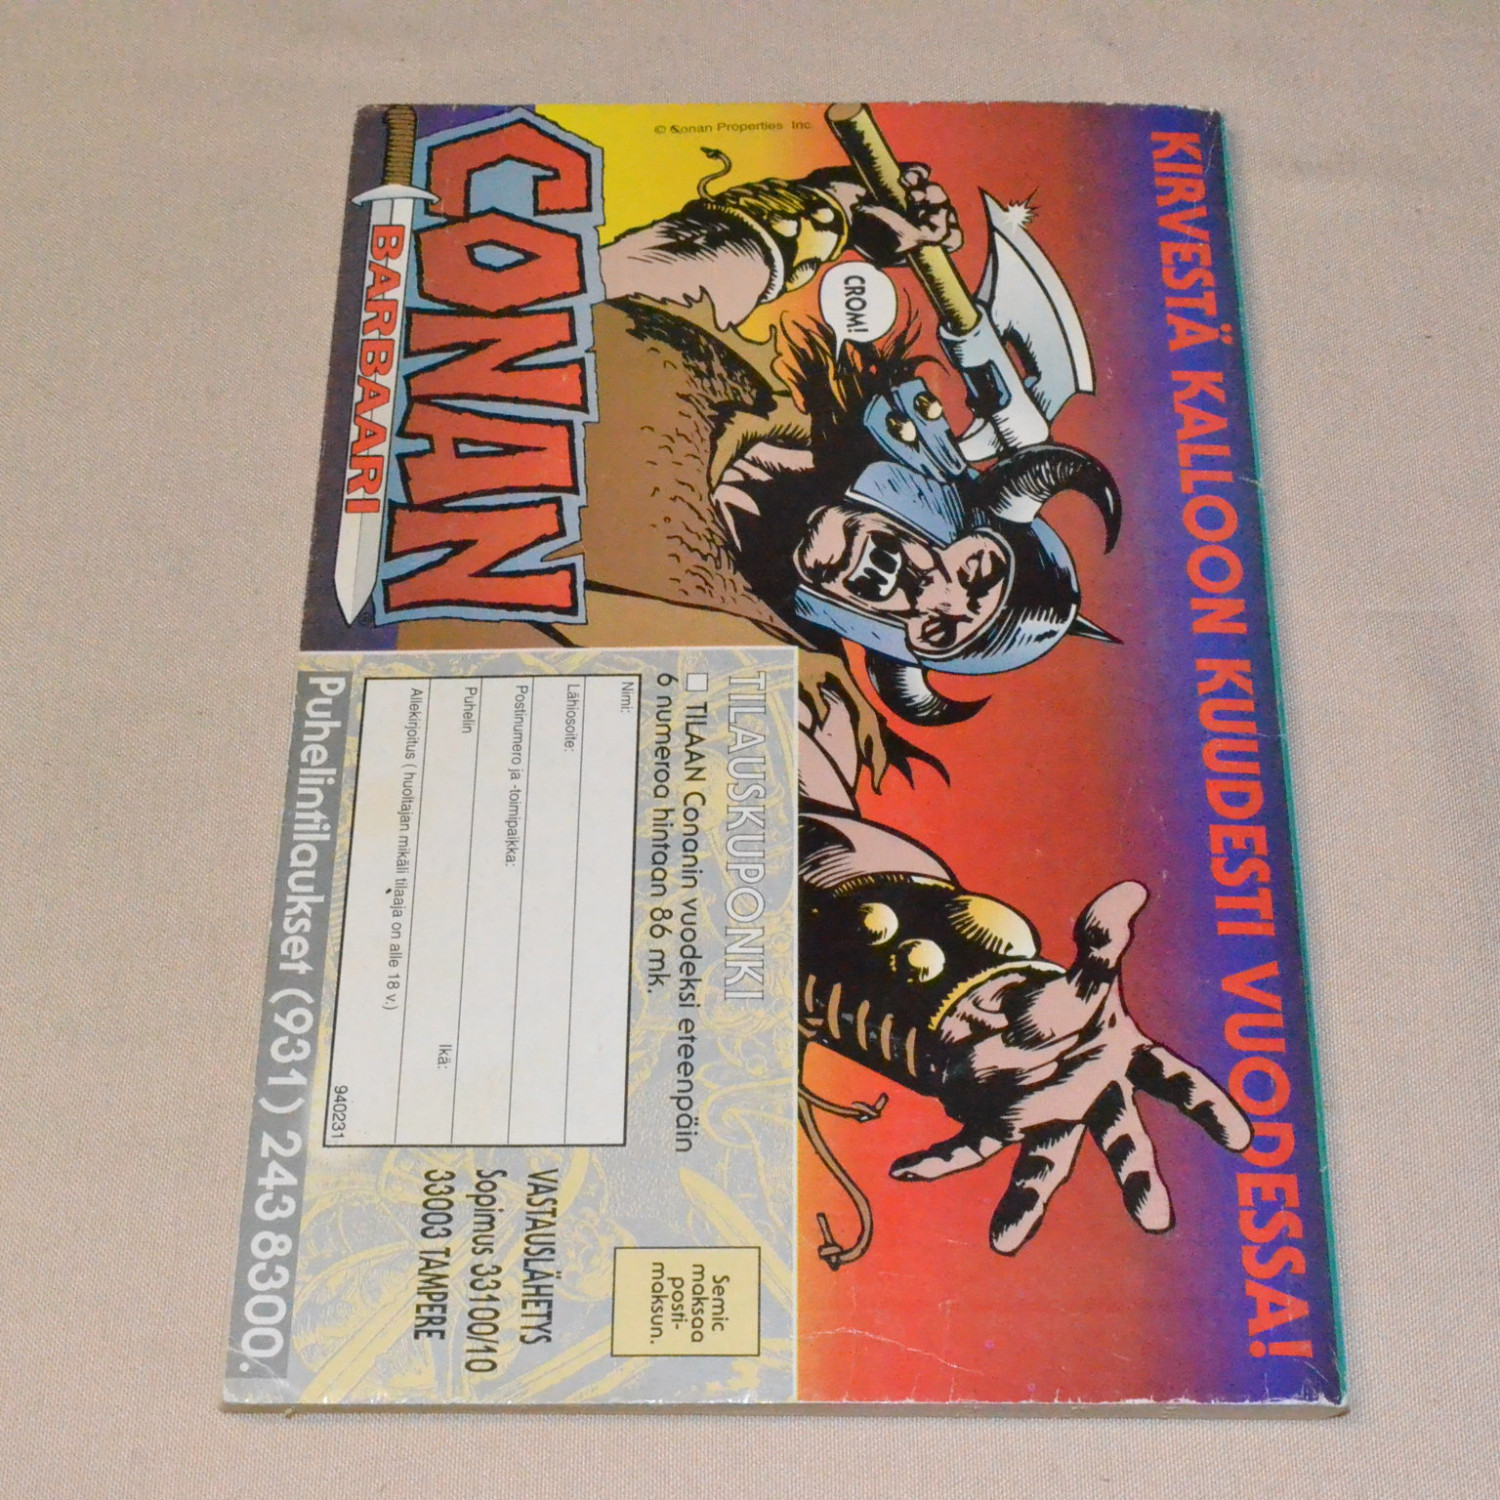 KIRVESTÄ KALLOON KUUDESTI VUODESSA!
© Conan Properties Inc.
CROM!
CONAN
BARBAARI
®
TILAUSKUPONKI
TILAAN Conanin vuodeksi eteenpäin
6 numeroa hintaan 86 mk.
Nimi:
Lähiosoite:
Postinumero ja -toimipaikka:
Puhelin
Ikä:
Allekirjoitus ( huoltajan mikäli tilaaja on alle 18 v.)
940231
Semic
maksaa
posti-
maksun.
VASTAUSLÄHETYS
Sopimus 33100/10
33003 TAMPERE
Puhelintilaukset (931) 243 8300.